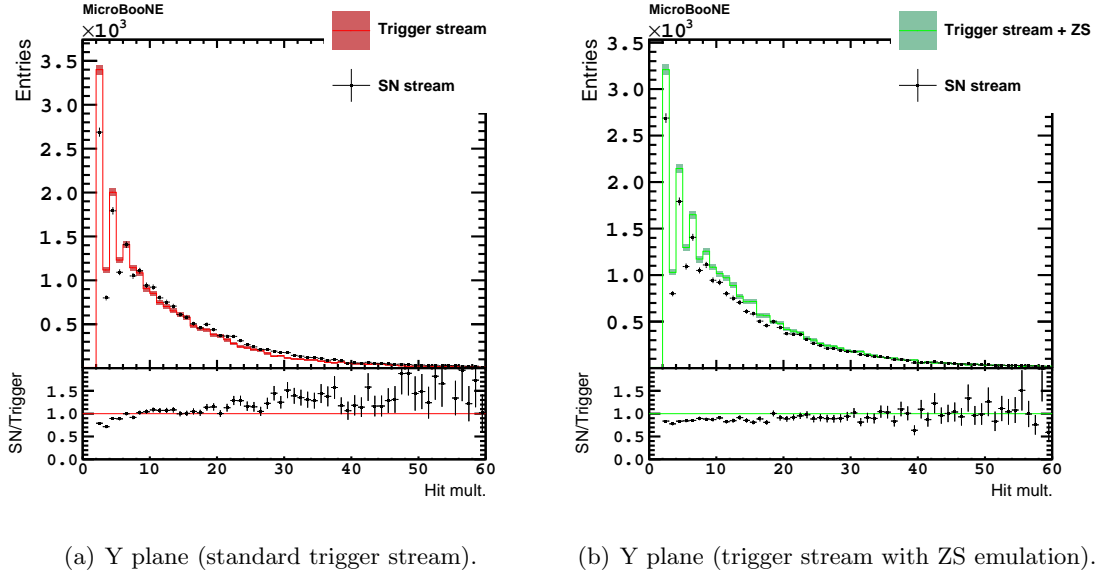 MicroBooNE
×10³
Trigger stream
SN stream
Entries
3.5
3.0
2.5
2.0
1.5
1.0
0.5
SN/Trigger
1.5
1.0
0.5
0.0
0 10 20 30 40 50 60
Hit mult.
(a) Y plane (standard trigger stream).
MicroBooNE
×10³
Trigger stream + ZS
SN stream
Entries
3.5
3.0
2.5
2.0
1.5
1.0
0.5
SN/Trigger
1.5
1.0
0.5
0.0
0 10 20 30 40 50 60
Hit mult.
(b) Y plane (trigger stream with ZS emulation).